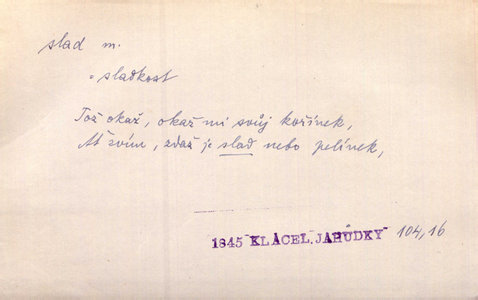 slad m.
• sladkost
Tož okaž, okaž mi svůj kořínek,
Ať zvím, zdaž je slad nebo pelínek,
1845 KLÁCEL, JAHŮDKY 104,16